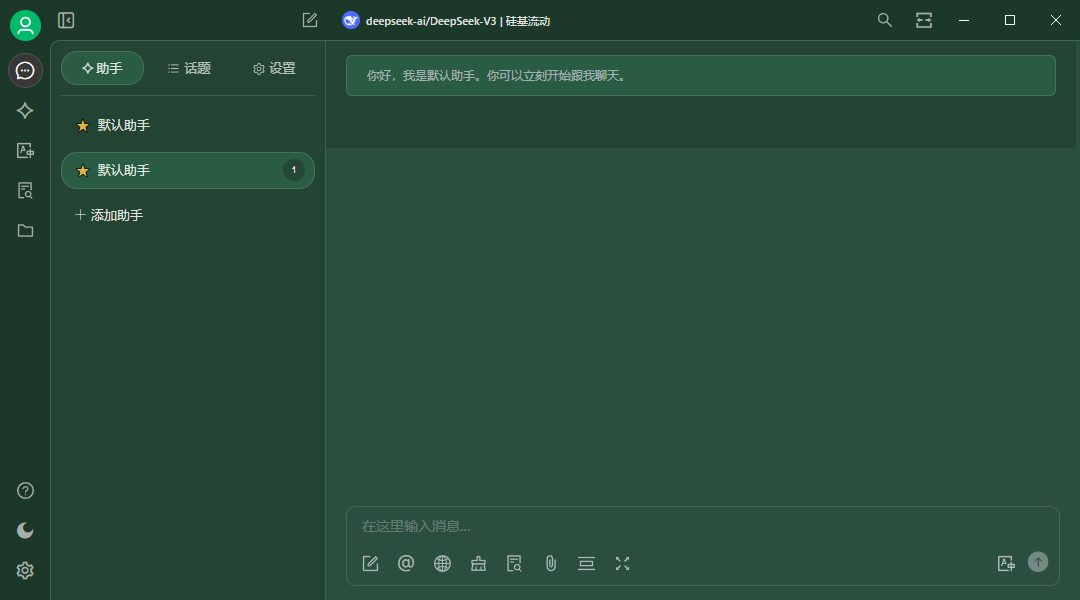 deepseek-ai/DeepSeek-V3 | 硅基流动
助手
话题
设置
默认助手
默认助手
1
添加助手
你好，我是默认助手。你可以立刻开始跟我聊天。
在这里输入消息...